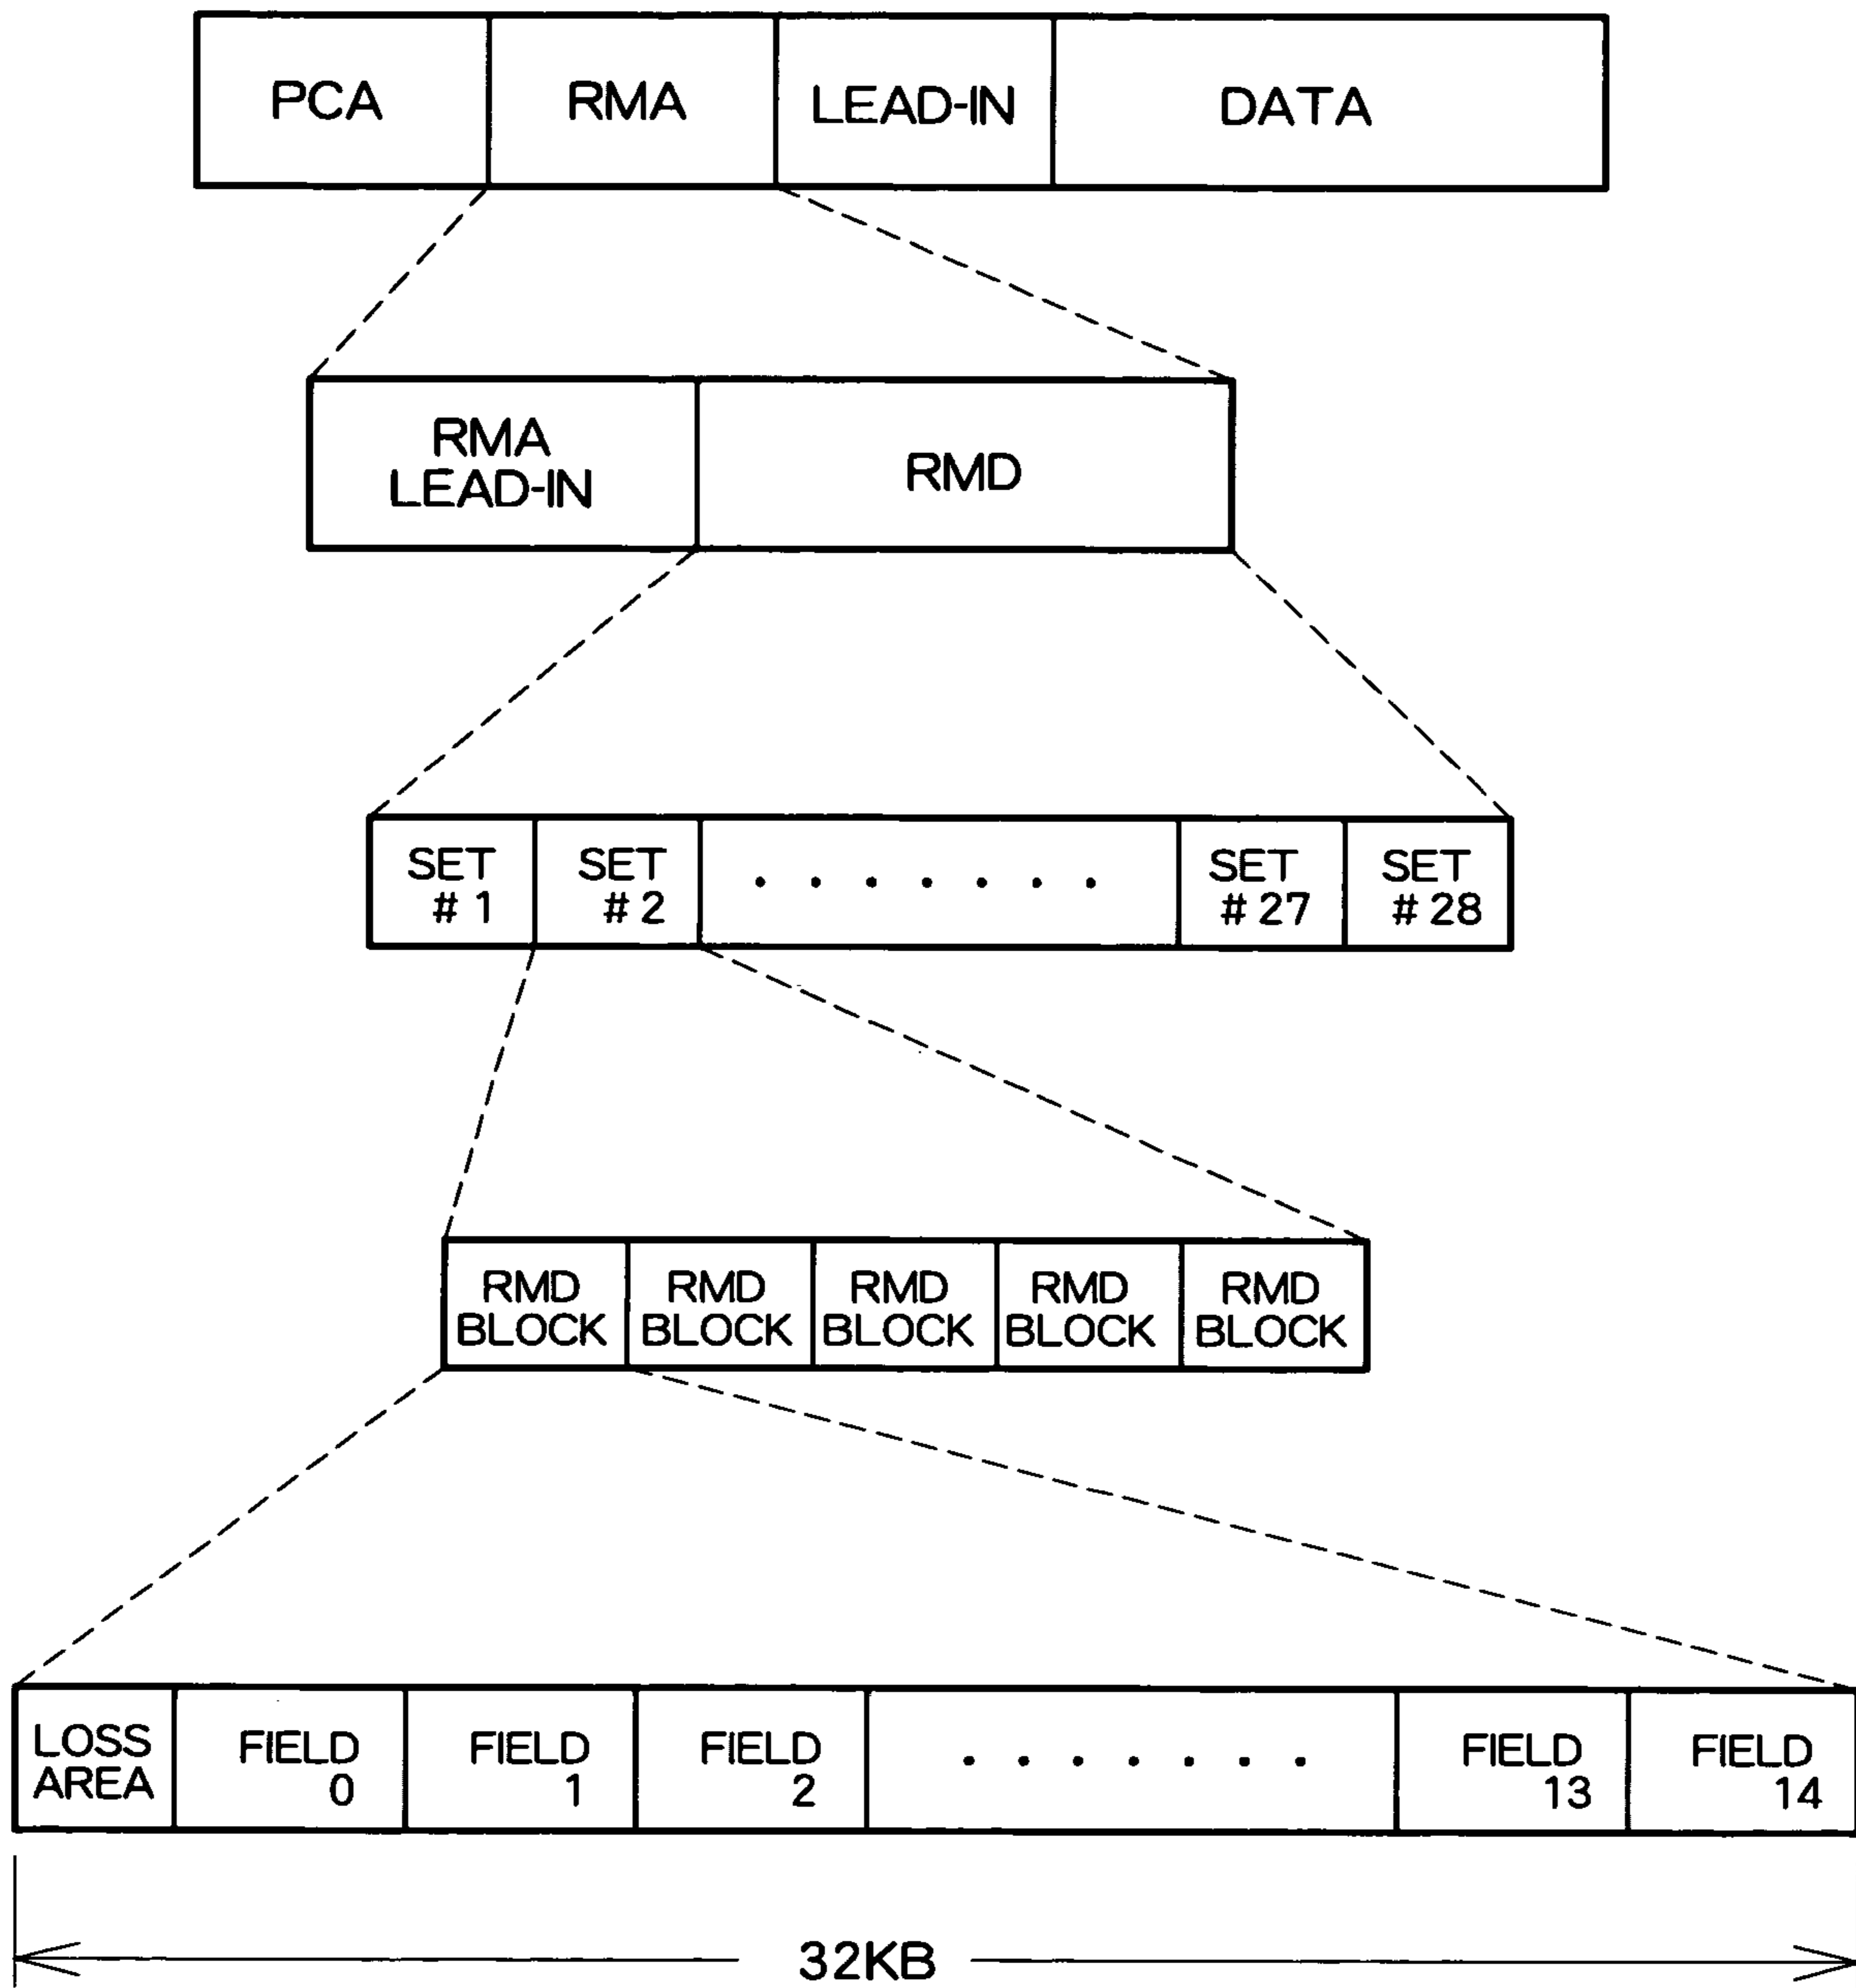 PCA RMA LEAD-IN DATA
RMA
LEAD-IN
RMD
SET
# 1
SET
# 2
. . . . . . .
SET
# 27
SET
# 28
RMD
BLOCK
RMD
BLOCK
RMD
BLOCK
RMD
BLOCK
RMD
BLOCK
LOSS
AREA
FIELD
0
FIELD
1
FIELD
2
. . . . . . .
FIELD
13
FIELD
14
32KB